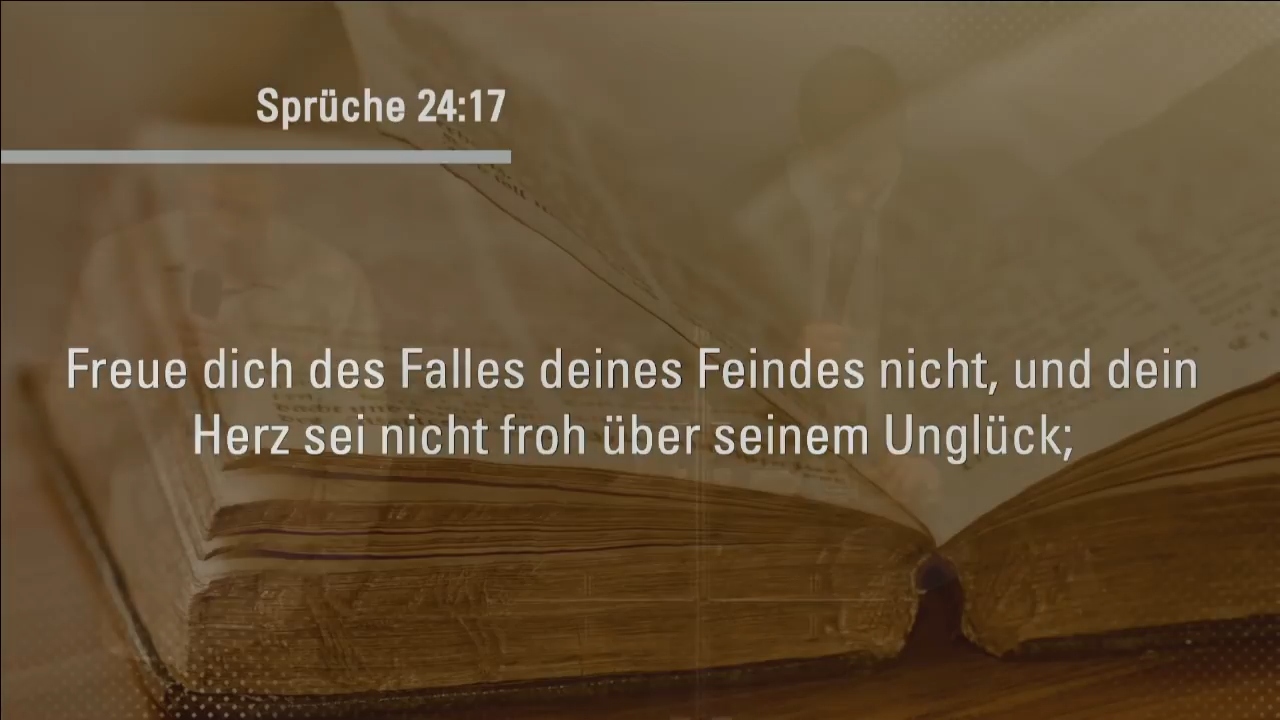 Sprüche 24:17
Freue dich des Falles deines Feindes nicht, und dein
Herz sei nicht froh über seinem Unglück;